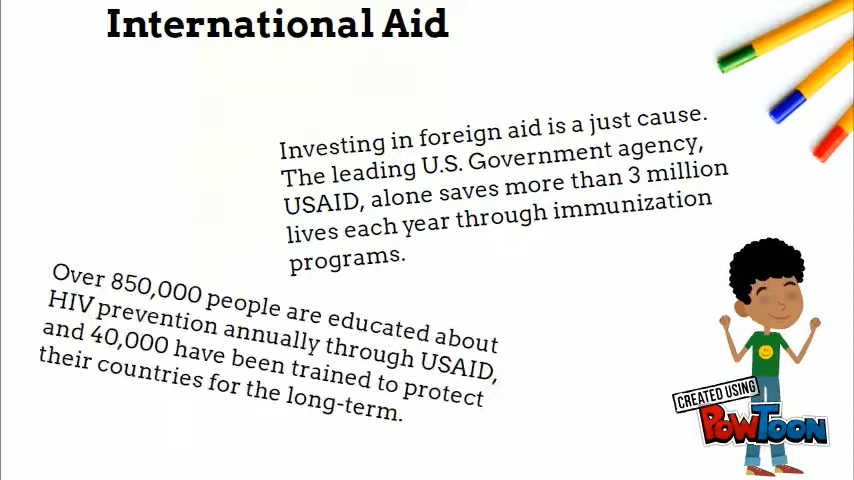 International Aid
Investing in foreign aid is a just cause.
The leading U.S. Government agency,
USAID, alone saves more than 3 million
lives each year through immunization
programs.
Over 850,000 people are educated about
HIV prevention annually through USAID,
and 40,000 have been trained to protect
their countries for the long-term.
CREATED USING
POWTOON